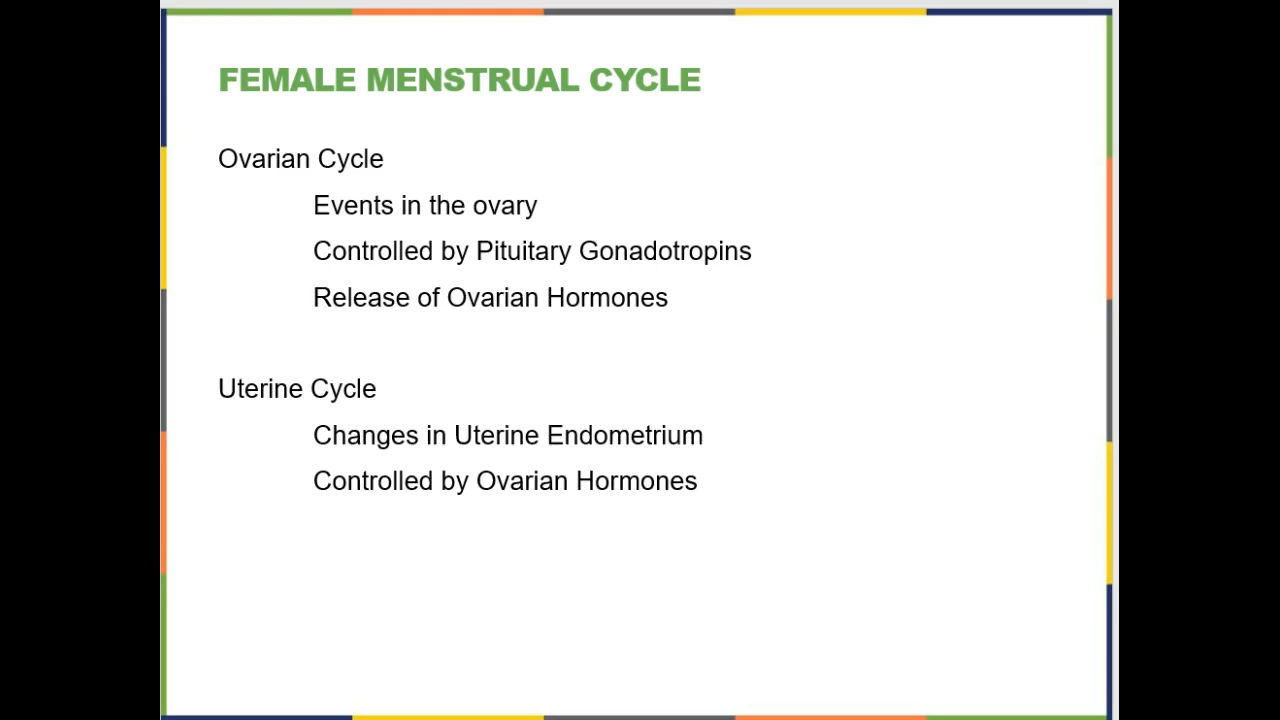 FEMALE MENSTRUAL CYCLE
Ovarian Cycle
Events in the ovary
Controlled by Pituitary Gonadotropins
Release of Ovarian Hormones
Uterine Cycle
Changes in Uterine Endometrium
Controlled by Ovarian Hormones